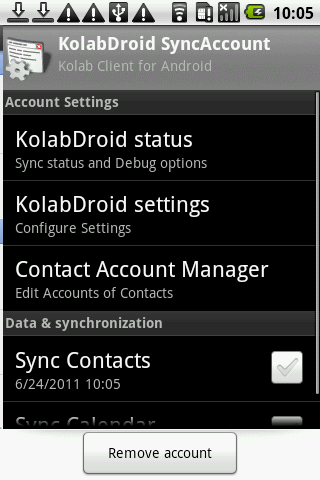 10:05
KolabDroid SyncAccount
Kolab Client for Android
Account Settings
KolabDroid status
Sync status and Debug options
KolabDroid settings
Configure Settings
Contact Account Manager
Edit Accounts of Contacts
Data & synchronization
Sync Contacts
6/24/2011 10:05
Sync Calendar
Remove account